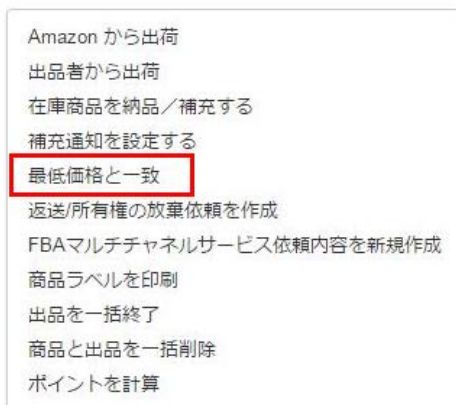 Amazon から出荷
出品者から出荷
在庫商品を納品／補充する
補充通知を設定する
最低価格と一致
返送/所有権の放棄依頼を作成
FBAマルチチャネルサービス依頼内容を新規作成
商品ラベルを印刷
出品を一括終了
商品と出品を一括削除
ポイントを計算